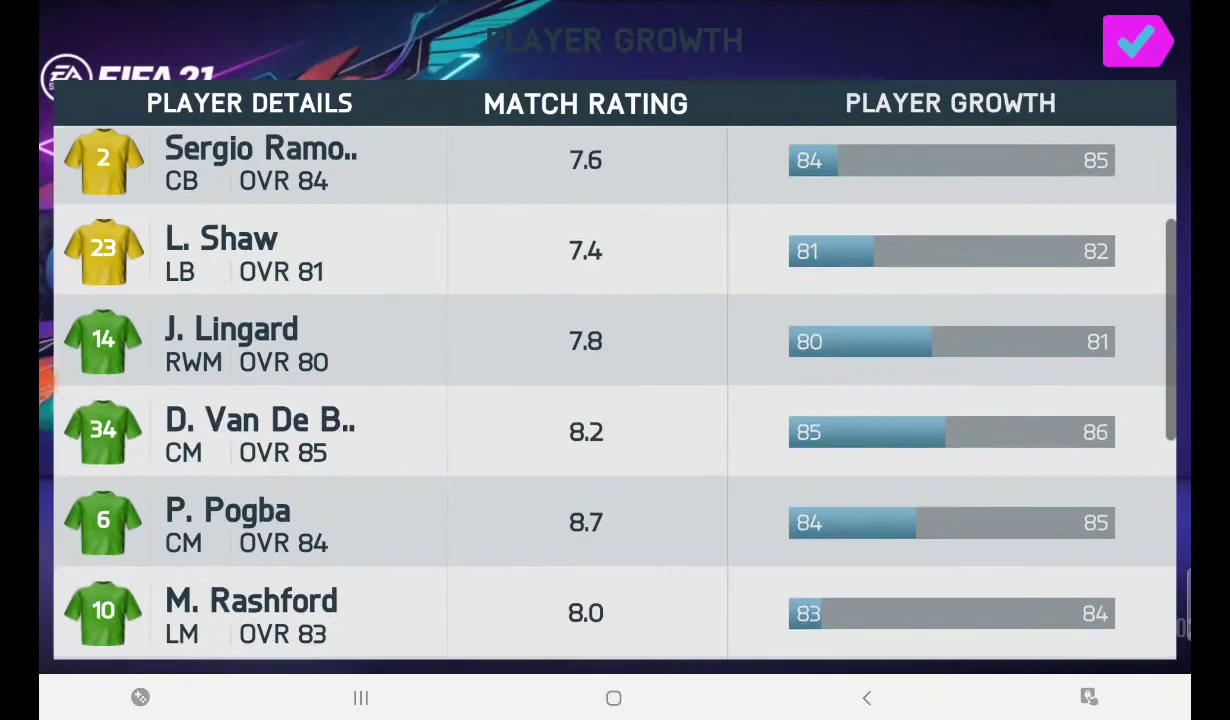 PLAYER GROWTH
EA FIFA 21
PLAYER DETAILS MATCH RATING PLAYER GROWTH
2 Sergio Ramo.. 7.6 84 85
CB OVR 84
23 L. Shaw 7.4 81 82
LB OVR 81
14 J. Lingard 7.8 80 81
RWM OVR 80
34 D. Van De B.. 8.2 85 86
CM OVR 85
6 P. Pogba 8.7 84 85
CM OVR 84
10 M. Rashford 8.0 83 84
LM OVR 83